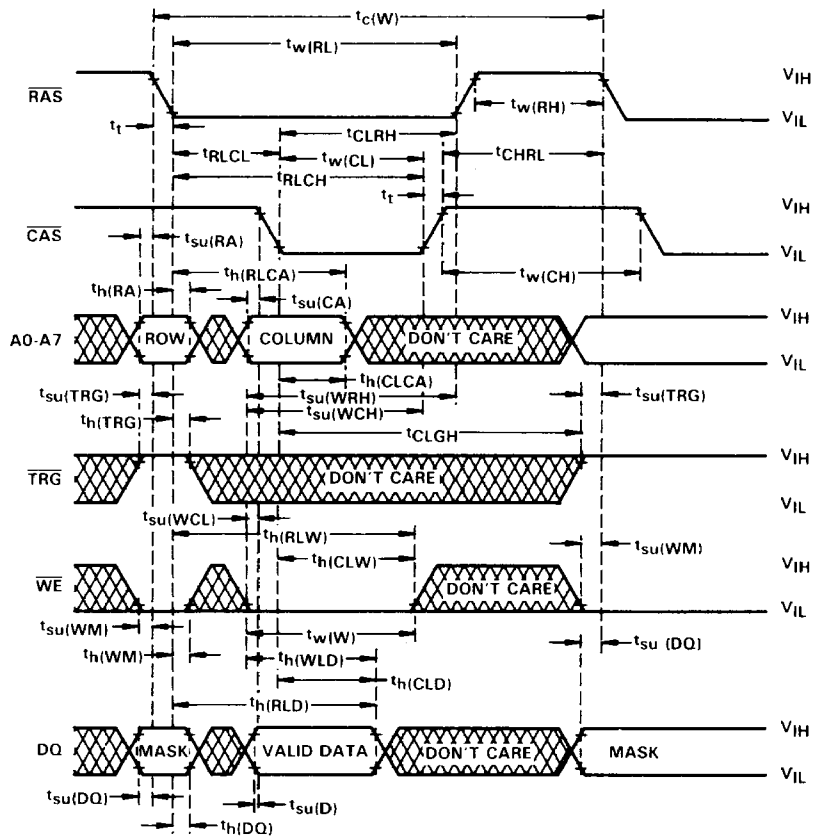 tc(W)
tw(RL)
RAS
VIH
tw(RH)
VIL
tt
tCLRH
tRLCL
tw(CL)
tCHRL
tRLCH
tt
CAS
VIH
tsu(RA)
VIL
th(RLCA)
tw(CH)
th(RA)
tsu(CA)
A0-A7
ROW
COLUMN
DON'T CARE
VIH
VIL
tsu(TRG)
th(CLCA)
tsu(WRH)
tsu(TRG)
th(TRG)
tsu(WCH)
tCLGH
TRG
DON'T CARE
VIH
VIL
tsu(WCL)
th(RLW)
th(CLW)
tsu(WM)
WE
DON'T CARE
VIH
VIL
tsu(WM)
tw(W)
tsu(DQ)
th(WM)
th(WLD)
th(CLD)
th(RLD)
DQ
MASK
VALID DATA
DON'T CARE
MASK
VIH
VIL
tsu(DQ)
tsu(D)
th(DQ)